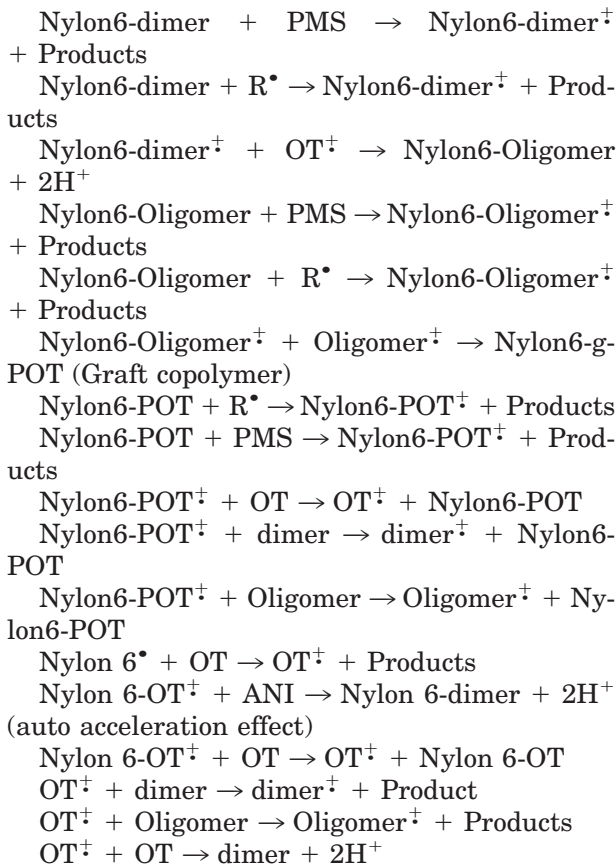 Nylon6-dimer + PMS → Nylon6-dimer⨥
+ Products
Nylon6-dimer + R• → Nylon6-dimer⨥ + Prod-
ucts
Nylon6-dimer⨥ + OT⨥ → Nylon6-Oligomer
+ 2H⁺
Nylon6-Oligomer + PMS → Nylon6-Oligomer⨥
+ Products
Nylon6-Oligomer + R• → Nylon6-Oligomer⨥
+ Products
Nylon6-Oligomer⨥ + Oligomer⨥ → Nylon6-g-
POT (Graft copolymer)
Nylon6-POT + R• → Nylon6-POT⨥ + Products
Nylon6-POT + PMS → Nylon6-POT⨥ + Prod-
ucts
Nylon6-POT⨥ + OT → OT⨥ + Nylon6-POT
Nylon6-POT⨥ + dimer → dimer⨥ + Nylon6-
POT
Nylon6-POT⨥ + Oligomer → Oligomer⨥ + Ny-
lon6-POT
Nylon 6• + OT → OT⨥ + Products
Nylon 6-OT⨥ + ANI → Nylon 6-dimer + 2H⁺
(auto acceleration effect)
Nylon 6-OT⨥ + OT → OT⨥ + Nylon 6-OT
OT⨥ + dimer → dimer⨥ + Product
OT⨥ + Oligomer → Oligomer⨥ + Products
OT⨥ + OT → dimer + 2H⁺